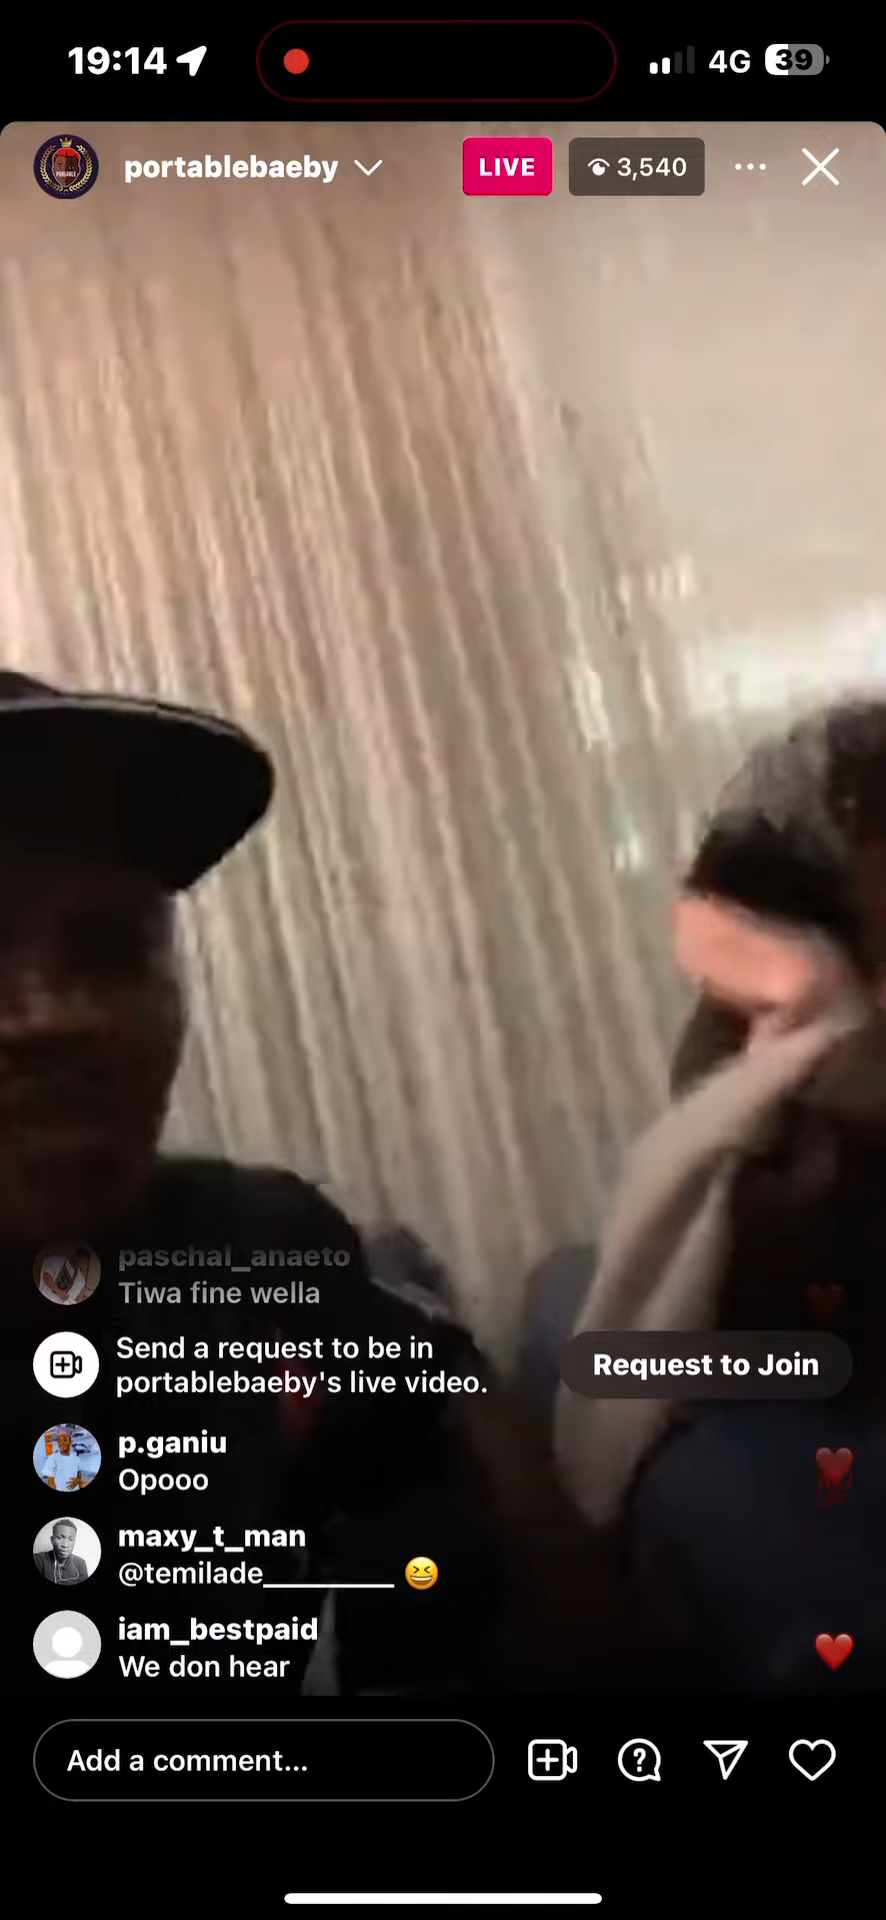 19:14
4G
39
portablebaeby
LIVE
3,540
paschal_anaeto
Tiwa fine wella
Send a request to be in
portablebaeby's live video.
Request to Join
p.ganiu
Opooo
maxy_t_man
@temilade_________ 😆
iam_bestpaid
We don hear
Add a comment...